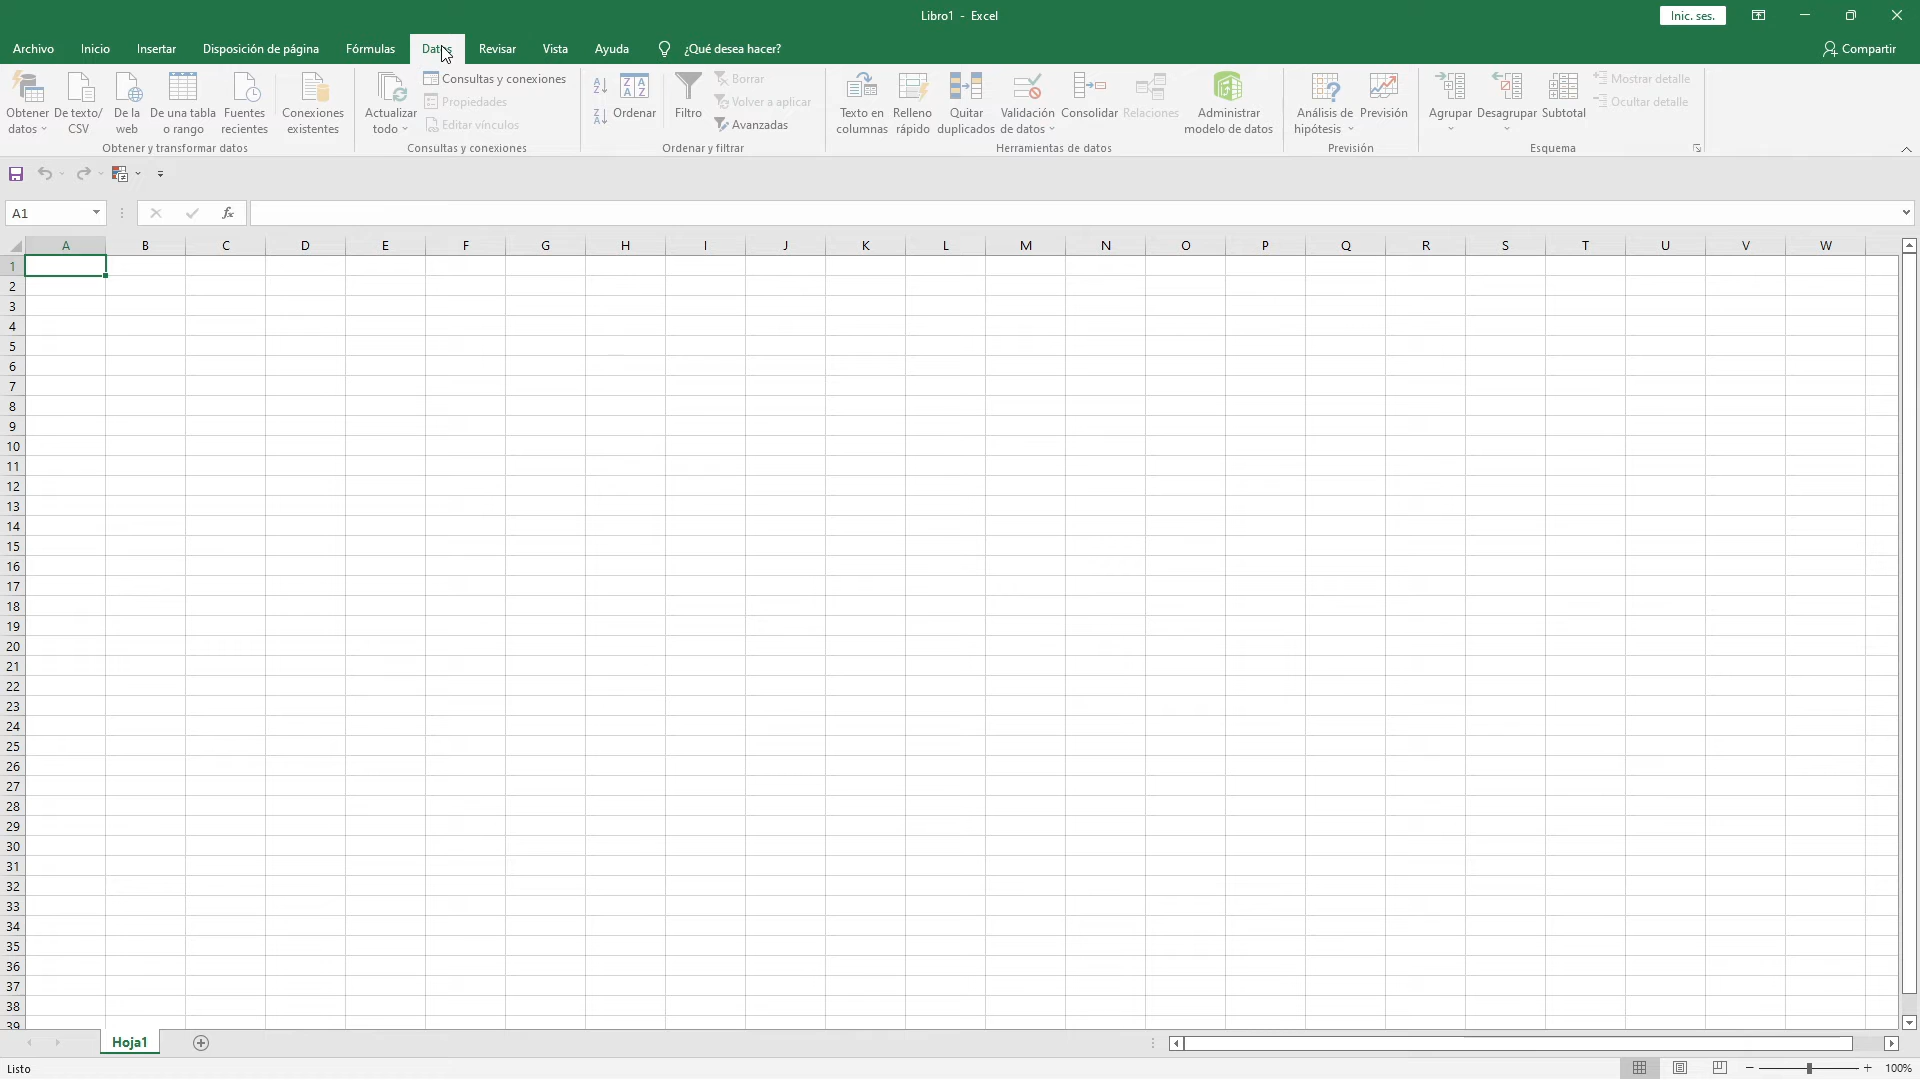 Libro1 - Excel
Inic. ses.
Archivo
Inicio
Insertar
Disposición de página
Fórmulas
Datos
Revisar
Vista
Ayuda
¿Qué desea hacer?
Compartir
Obtener datos
De texto/ CSV
De la web
De una tabla o rango
Fuentes recientes
Conexiones existentes
Obtener y transformar datos
Actualizar todo
Consultas y conexiones
Propiedades
Editar vínculos
Consultas y conexiones
Ordenar
Filtro
Borrar
Volver a aplicar
Avanzadas
Ordenar y filtrar
Texto en columnas
Relleno rápido
Quitar duplicados
Validación de datos
Consolidar
Relaciones
Administrar modelo de datos
Herramientas de datos
Análisis de hipótesis
Previsión
Previsión
Agrupar
Desagrupar
Subtotal
Mostrar detalle
Ocultar detalle
Esquema
A1
fx
A B C D E F G H I J K L M N O P Q R S T U V W
1
2
3
4
5
6
7
8
9
10
11
12
13
14
15
16
17
18
19
20
21
22
23
24
25
26
27
28
29
30
31
32
33
34
35
36
37
38
39
Hoja1
Listo
100%